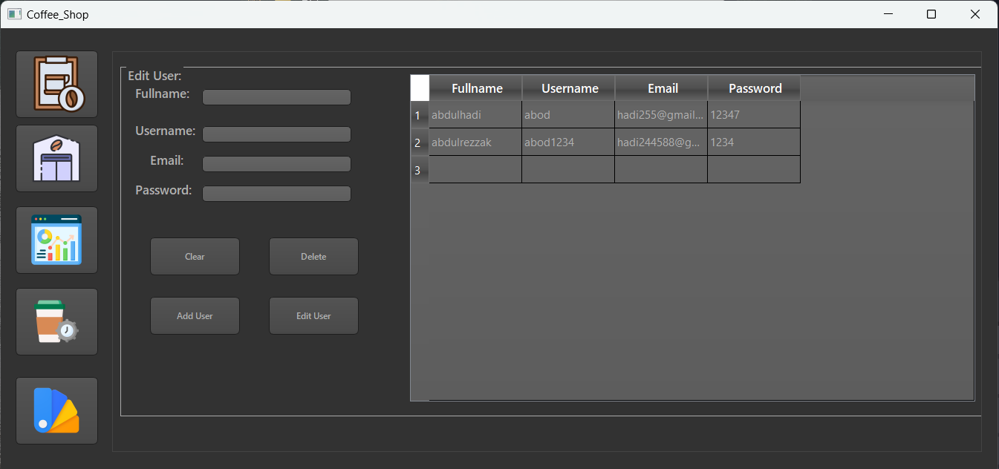 Coffee_Shop
Edit User:
Fullname:
Username:
Email:
Password:
Clear Delete
Add User Edit User
Fullname Username Email Password
1 abdulhadi abod hadi255@gmail... 12347
2 abdulrezzak abod1234 hadi244588@g... 1234
3